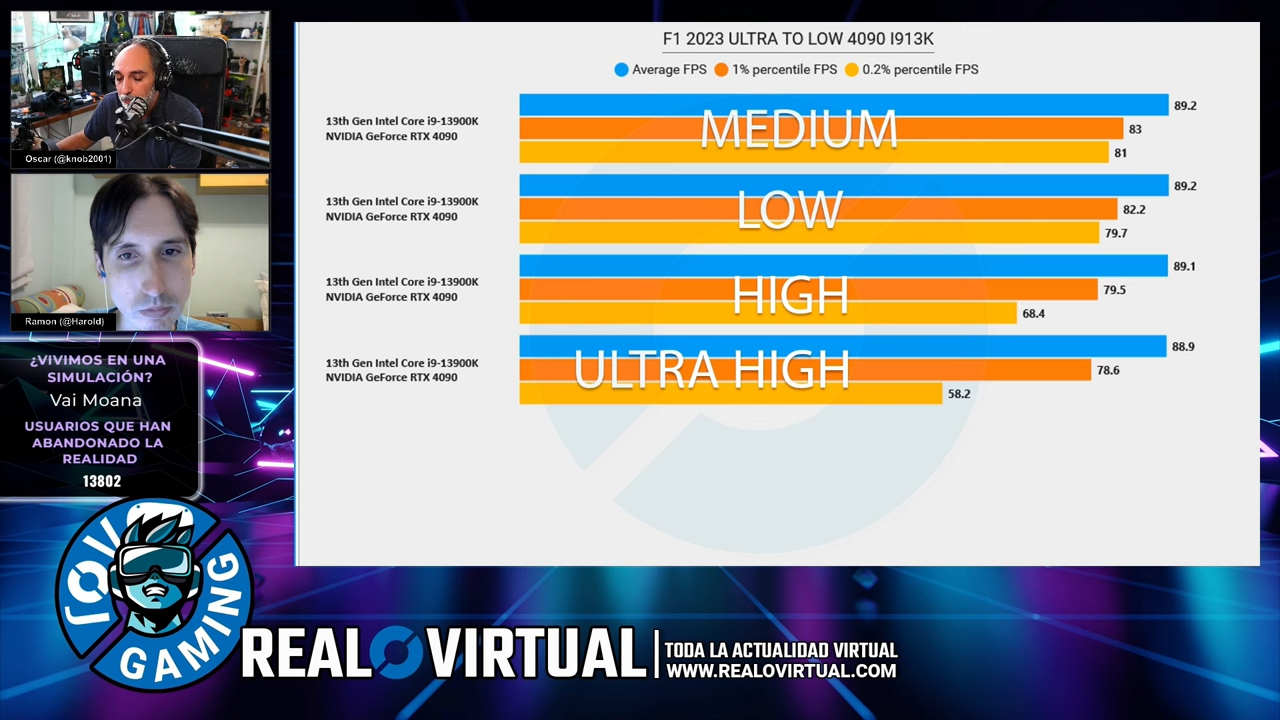 F1 2023 ULTRA TO LOW 4090 I913K
Average FPS 1% percentile FPS 0.2% percentile FPS
13th Gen Intel Core i9-13900K
NVIDIA GeForce RTX 4090
MEDIUM
89.2
83
81
13th Gen Intel Core i9-13900K
NVIDIA GeForce RTX 4090
LOW
89.2
82.2
79.7
13th Gen Intel Core i9-13900K
NVIDIA GeForce RTX 4090
HIGH
89.1
79.5
68.4
13th Gen Intel Core i9-13900K
NVIDIA GeForce RTX 4090
ULTRA HIGH
88.9
78.6
58.2
Oscar (@knob2001)
Ramon (@Harold)
¿VIVIMOS EN UNA
SIMULACIÓN?
Vai Moana
USUARIOS QUE HAN
ABANDONADO LA
REALIDAD
13802
ROV
GAMING
REAL O VIRTUAL
TODA LA ACTUALIDAD VIRTUAL
WWW.REALOVIRTUAL.COM